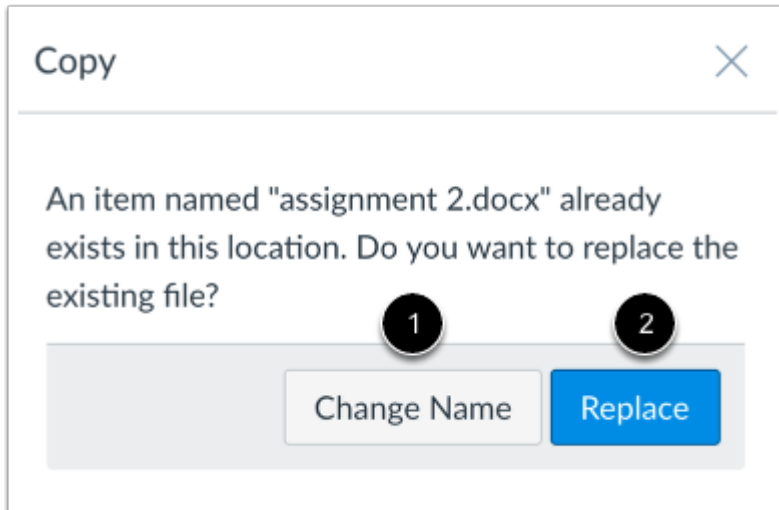 Copy
An item named "assignment 2.docx" already
exists in this location. Do you want to replace the
existing file?
1
2
Change Name
Replace